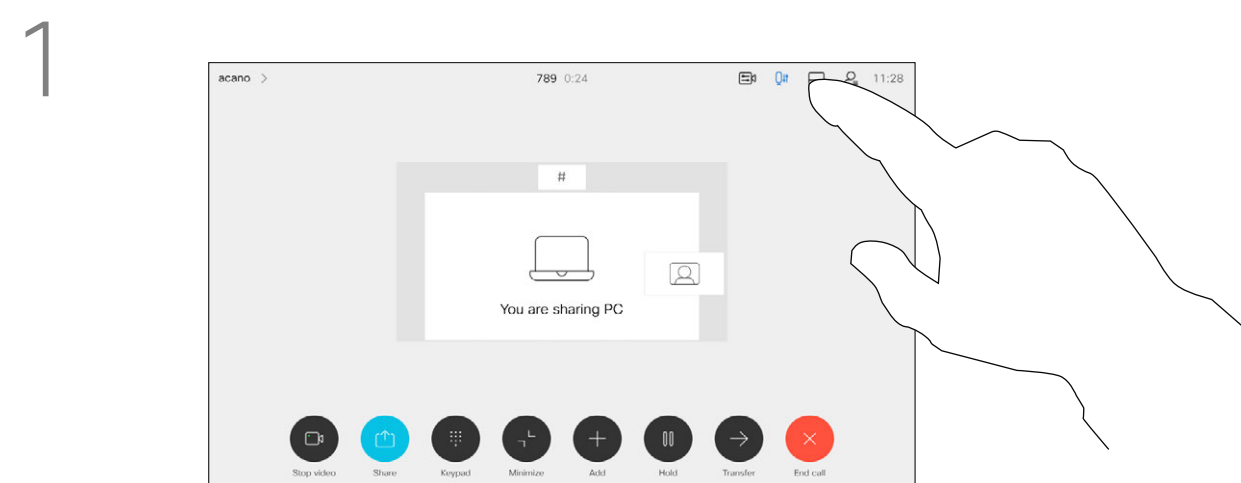 1
acano >
789 0:24
11:28
#
You are sharing PC
Stop video Share Keypad Minimize Add Hold Transfer End call